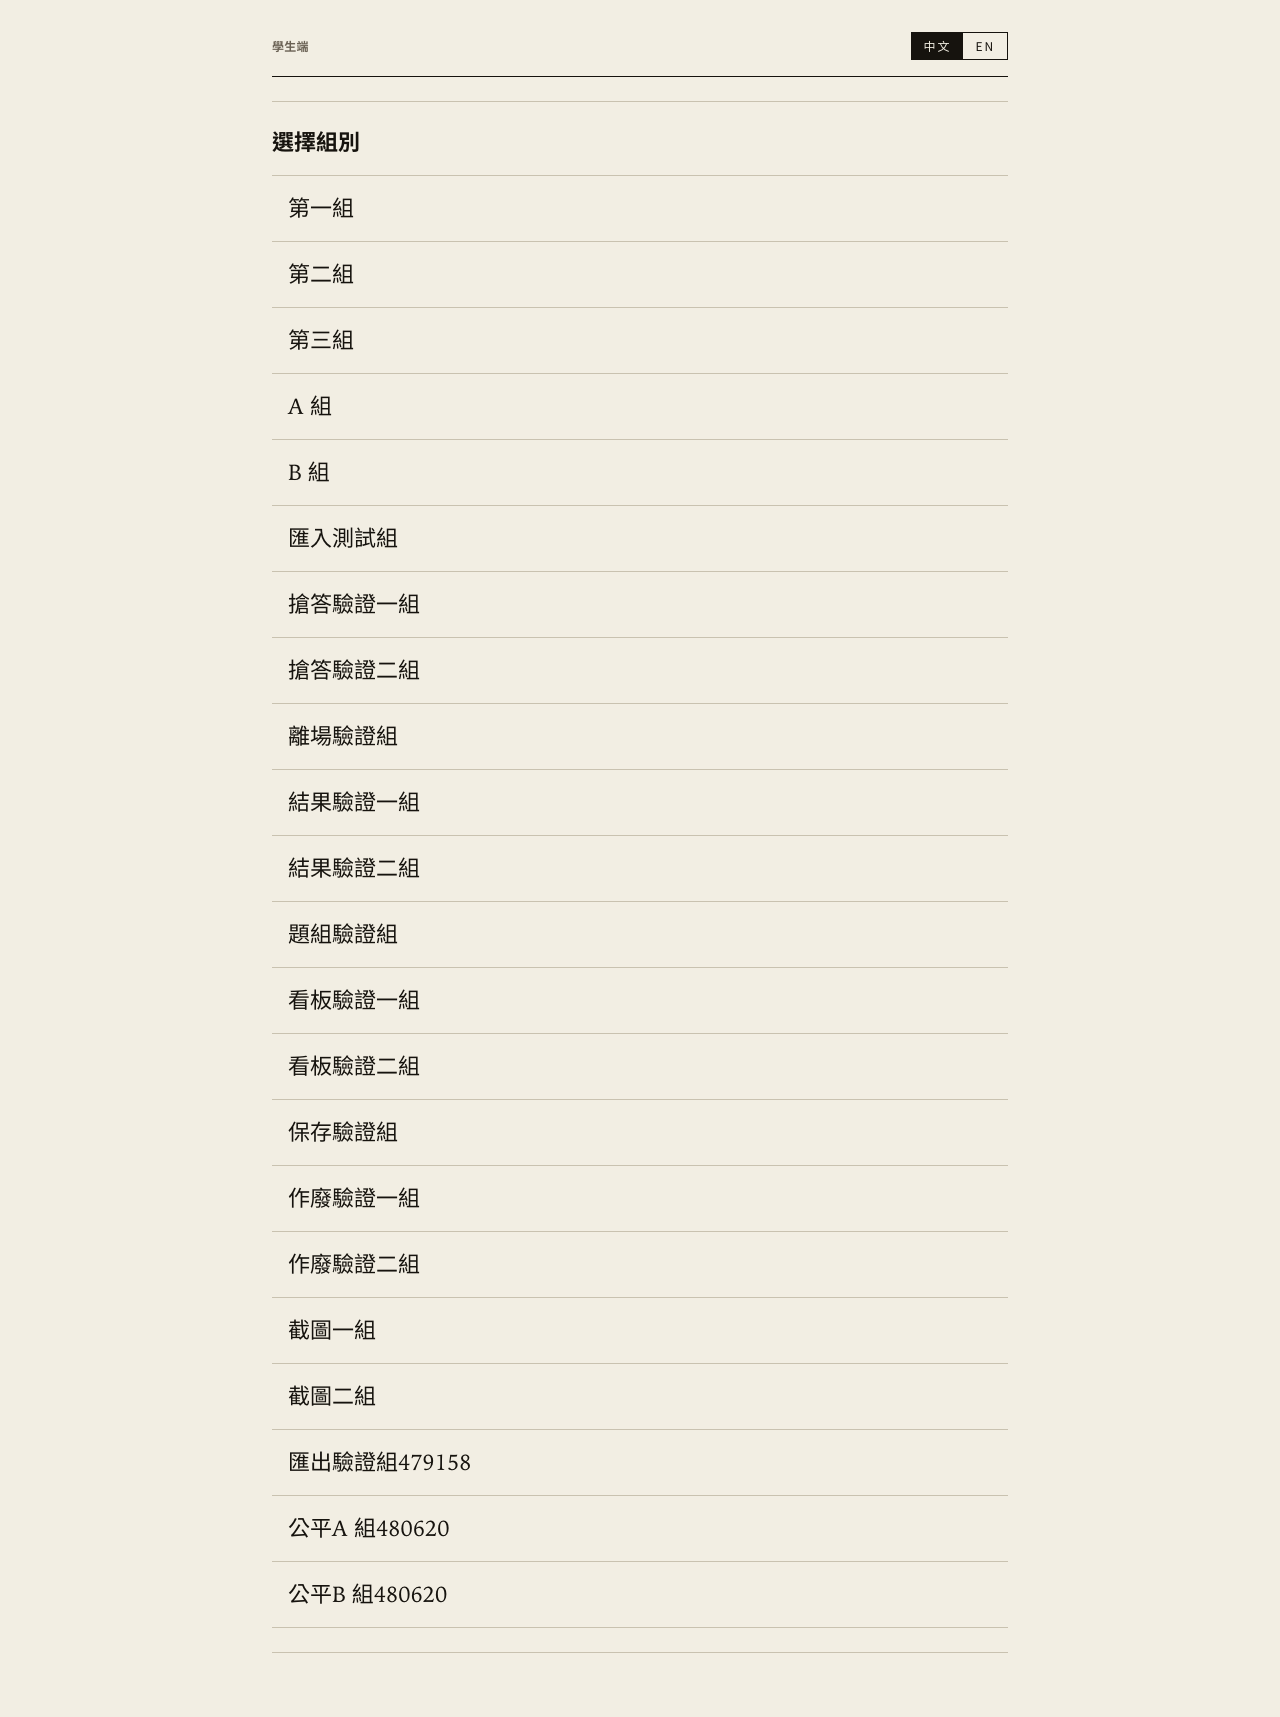 學生端
中文 EN
選擇組別
第一組
第二組
第三組
A 組
B 組
匯入測試組
搶答驗證一組
搶答驗證二組
離場驗證組
結果驗證一組
結果驗證二組
題組驗證組
看板驗證一組
看板驗證二組
保存驗證組
作廢驗證一組
作廢驗證二組
截圖一組
截圖二組
匯出驗證組479158
公平A 組480620
公平B 組480620